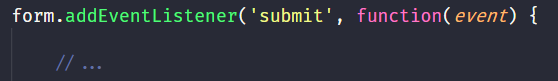 form.addEventListener('submit', function(event) {
// ...